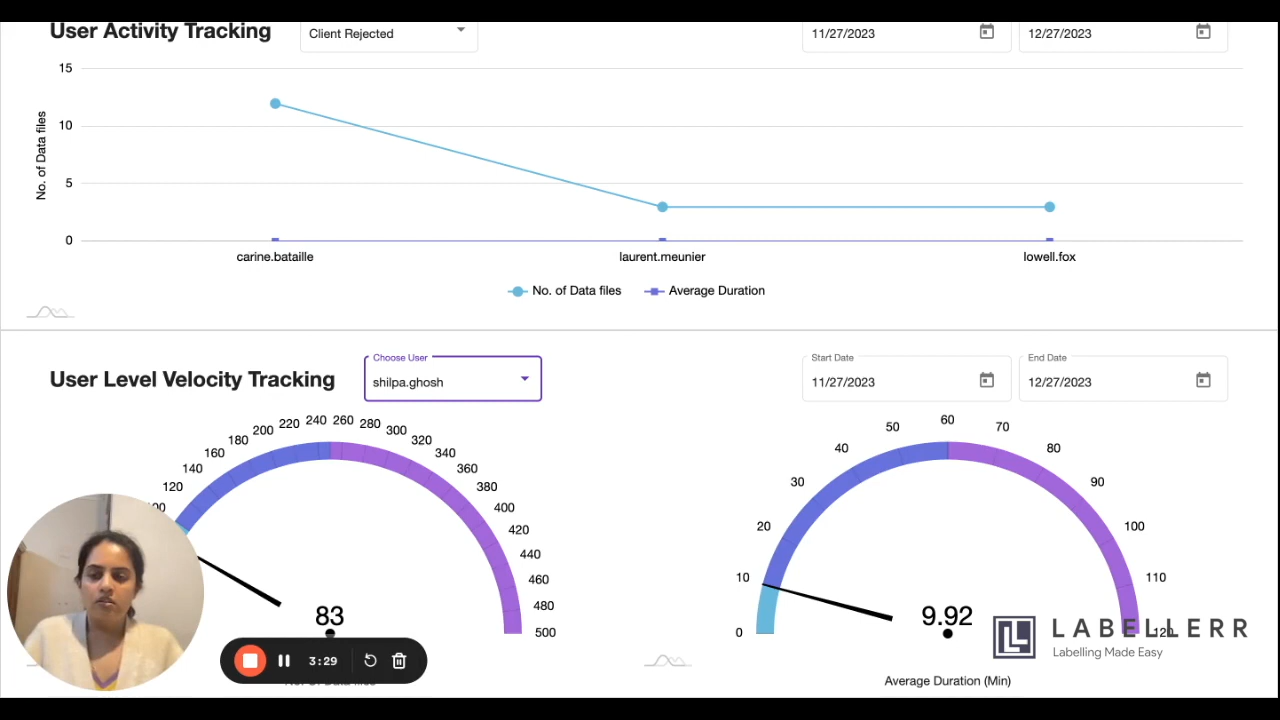 User Activity Tracking
Client Rejected
11/27/2023
12/27/2023
15
10
5
0
No. of Data files
carine.bataille
laurent.meunier
lowell.fox
No. of Data files
Average Duration
User Level Velocity Tracking
Choose User
shilpa.ghosh
Start Date
11/27/2023
End Date
12/27/2023
120
140
160
180
200
220
240
260
280
300
320
340
360
380
400
420
440
460
480
500
83
3:29
0
10
20
30
40
50
60
70
80
90
100
110
120
9.92
Average Duration (Min)
LABELLERR
Labelling Made Easy